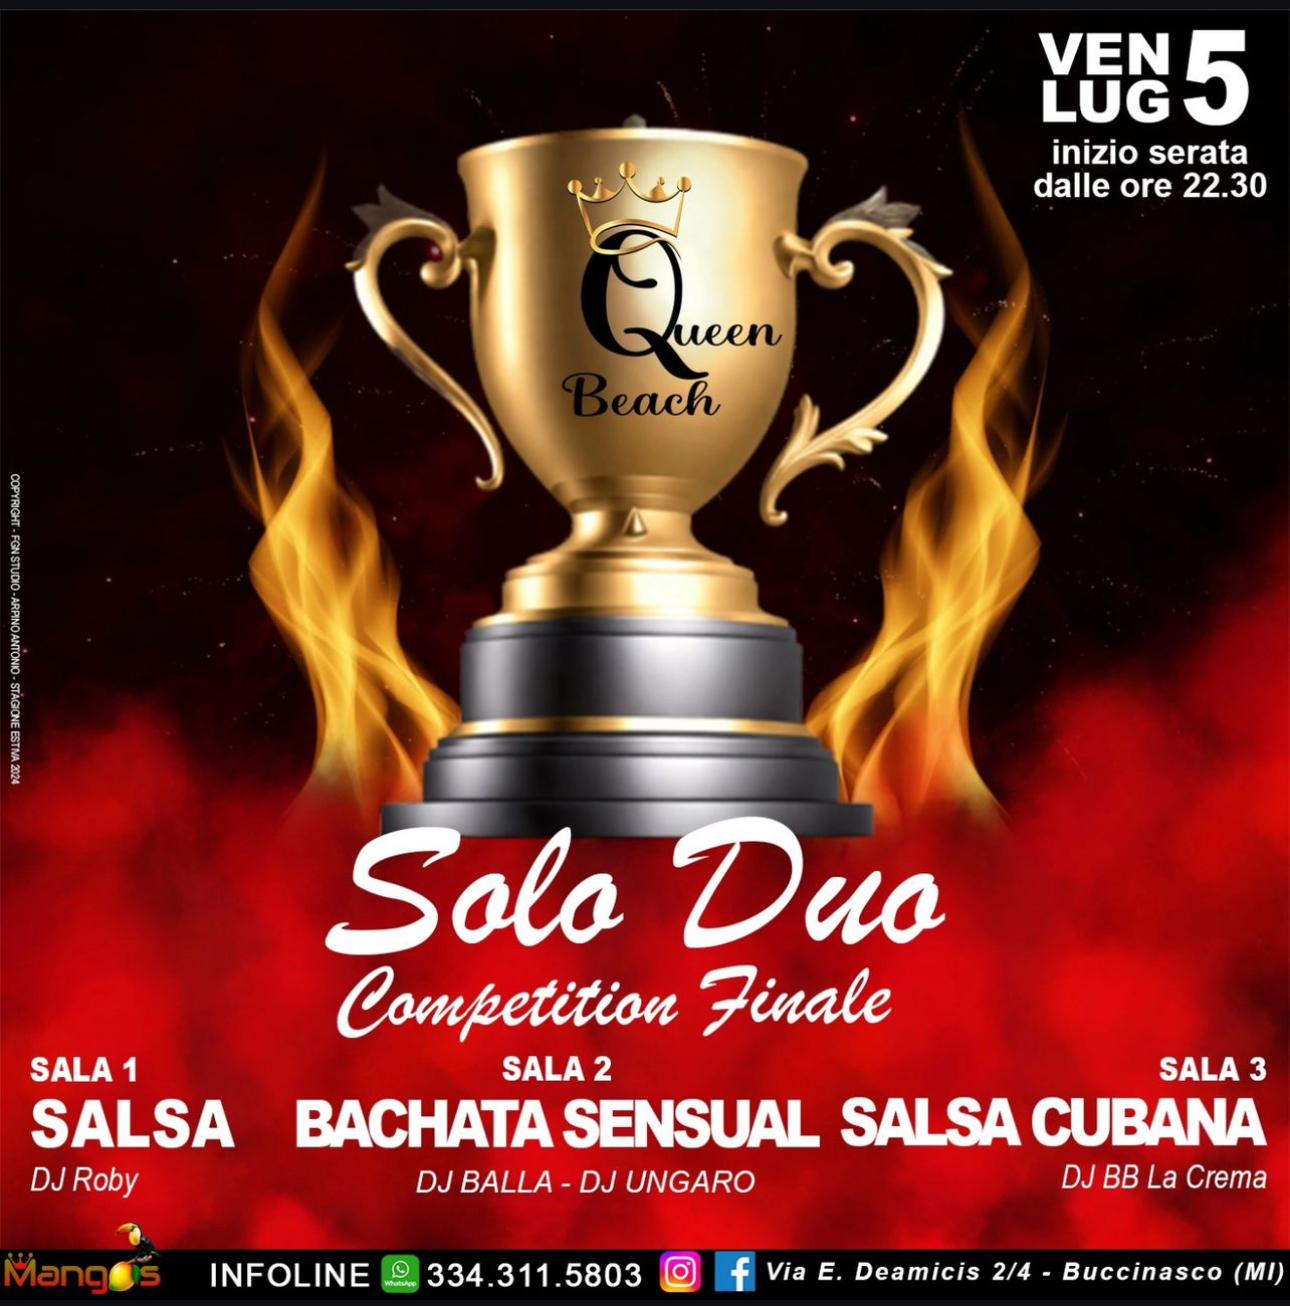 VEN
LUG 5
inizio serata
dalle ore 22.30
Queen
Beach
COPYRIGHT - FGN STUDIO - ARPINO ANTONIO - STAGIONE ESTIVA 2024
Solo Duo
Competition Finale
SALA 1
SALSA
DJ Roby
SALA 2
BACHATA SENSUAL
DJ BALLA - DJ UNGARO
SALA 3
SALSA CUBANA
DJ BB La Crema
Mangos
INFOLINE WhatsApp 334.311.5803 Via E. Deamicis 2/4 - Buccinasco (MI)